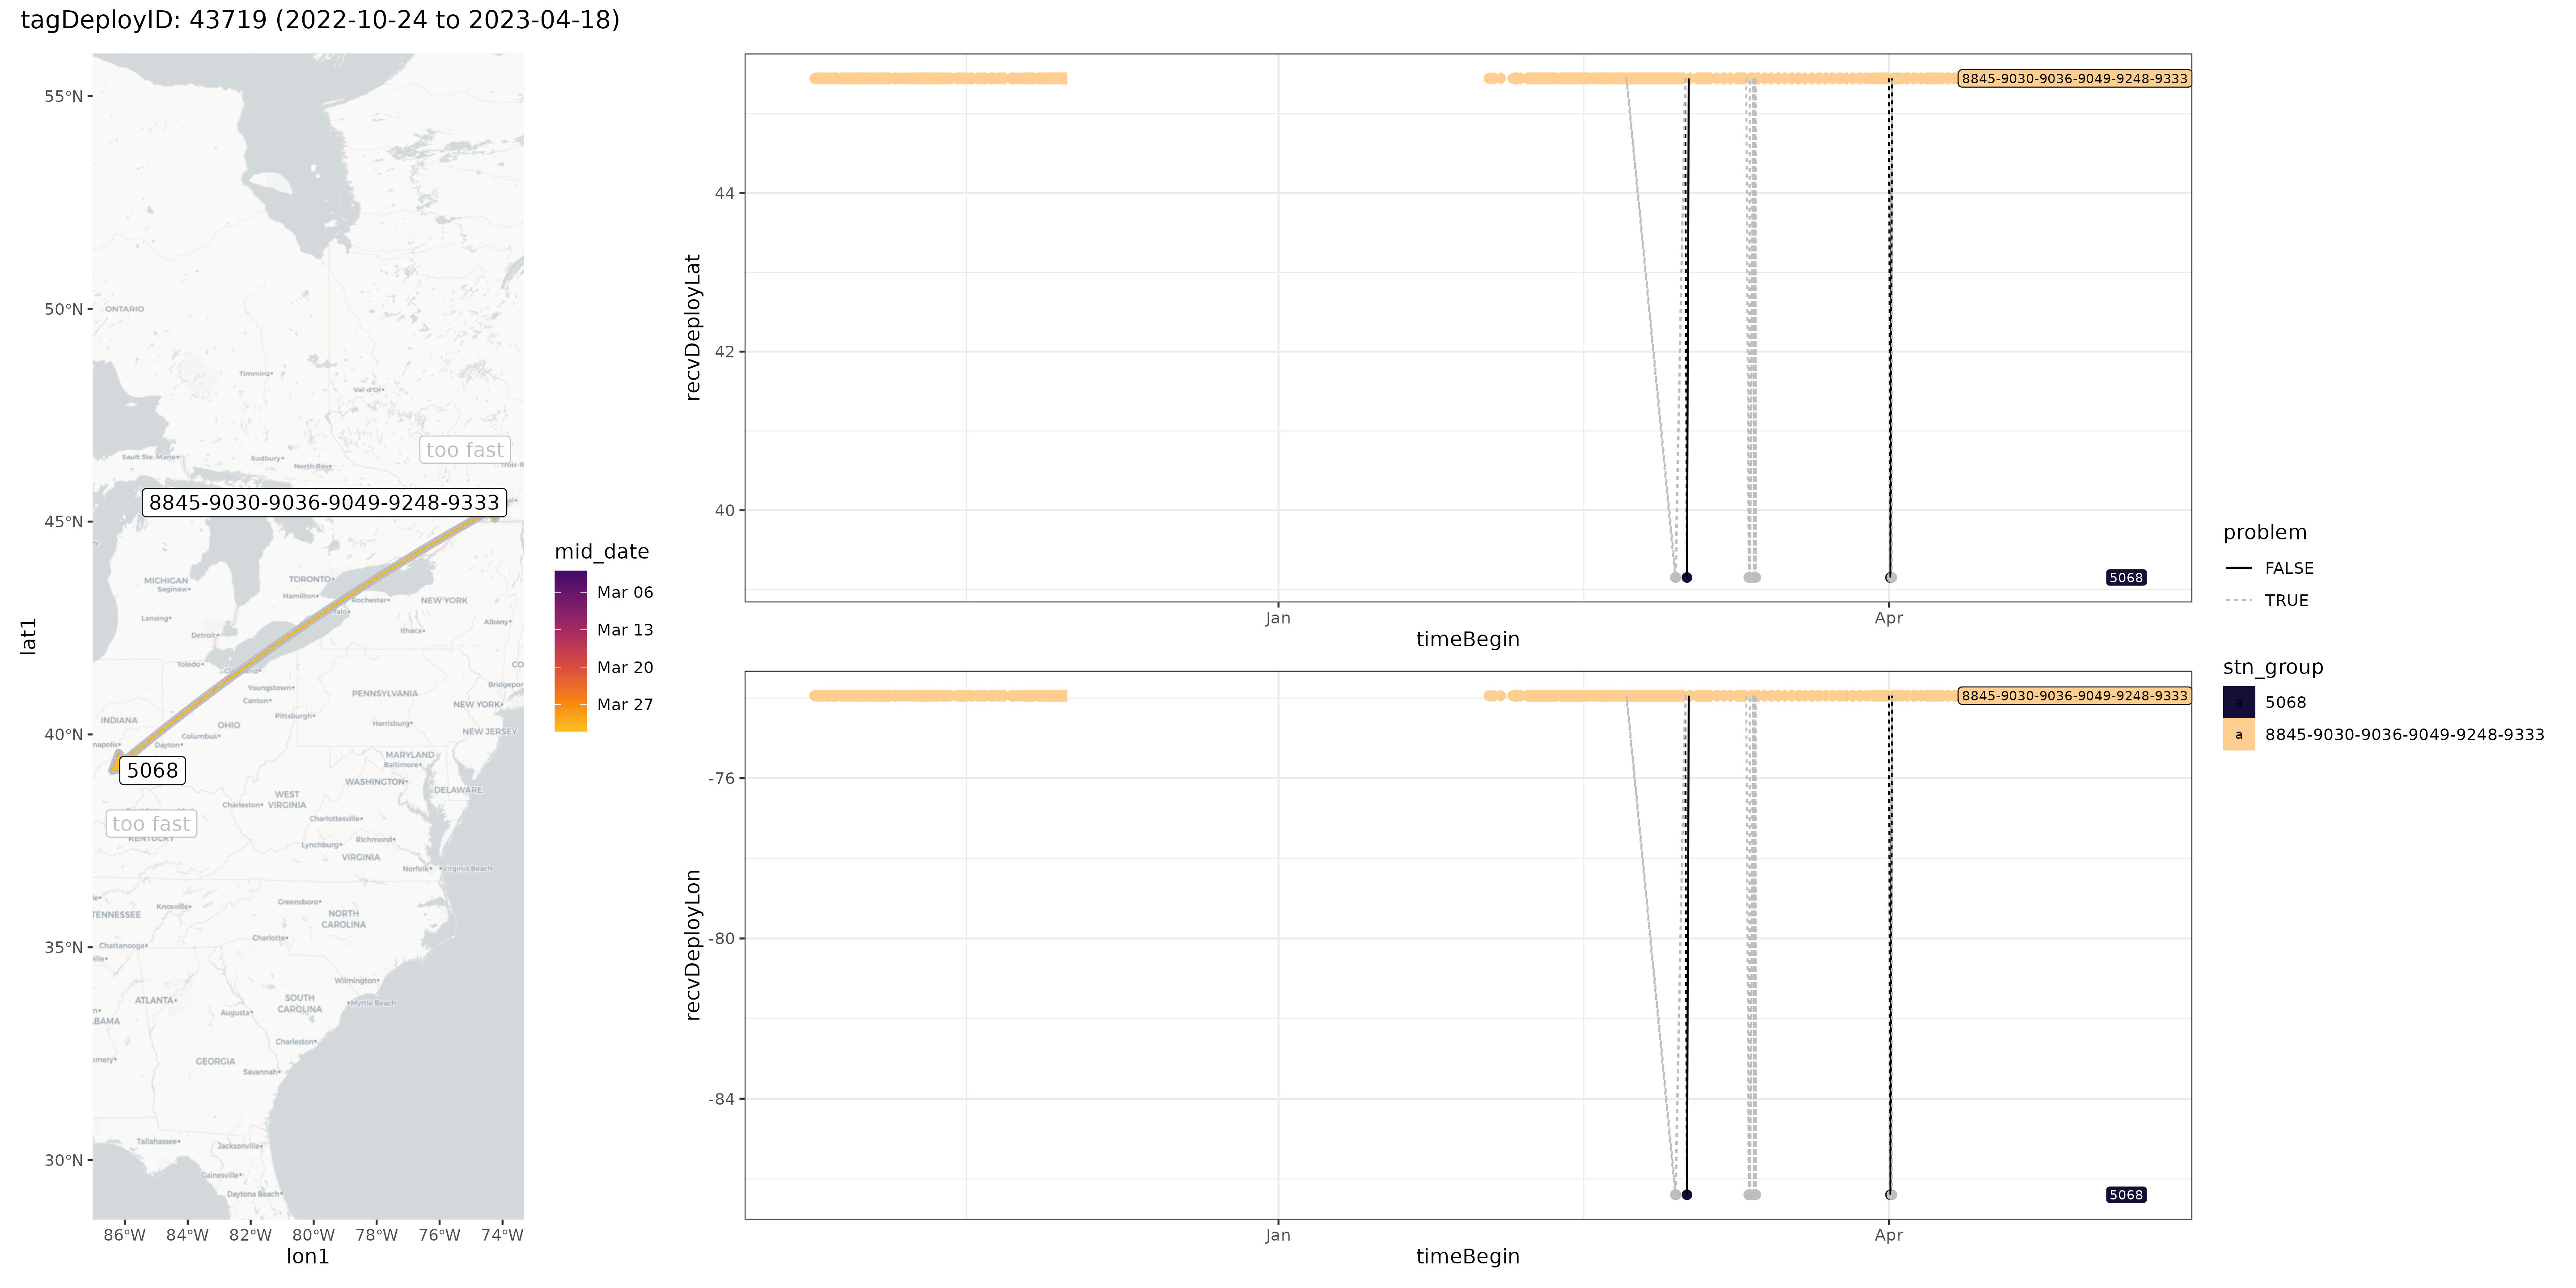 tagDeployID: 43719 (2022-10-24 to 2023-04-18)
55°N
50°N
45°N
40°N
35°N
30°N
lat1
86°W
84°W
82°W
80°W
78°W
76°W
74°W
lon1
ONTARIO
Timmins
Val-d'Or
too fast
Sault Ste. Marie
Sudbury
North Bay
8845-9030-9036-9049-9248-9333
TORONTO
MICHIGAN
Saginaw
Hamilton
Rochester
NEW YORK
Lansing
Ithaca
Albany
Detroit
Toledo
CO
Youngstown
Bridgepor
Canton
PENNSYLVANIA
NEW YORK
INDIANA
OHIO
Pittsburgh
Harrisburg
NEW JERSEY
napolis
Dayton
Columbus
MARYLAND
Baltimore
5068
WASHINGTON
DELAWARE
WEST
VIRGINIA
Charleston
too fast
Charlottesville
KENTUCKY
Richmond
Lynchburg
VIRGINIA
Norfolk
Virginia Beach
Greensboro
Knoxville
TENNESSEE
NORTH
CAROLINA
Charlotte
Chattanooga
ville
Wilmington
ATLANTA
SOUTH
CAROLINA
Myrtle Beach
Augusta
BAMA
Charleston
omery
GEORGIA
Savannah
Tallahassee
Jacksonville
Gainesville
Daytona Beach
mid_date
Mar 06
Mar 13
Mar 20
Mar 27
recvDeployLat
44
42
40
8845-9030-9036-9049-9248-9333
5068
Jan
Apr
timeBegin
recvDeployLon
-76
-80
-84
8845-9030-9036-9049-9248-9333
5068
Jan
Apr
timeBegin
problem
FALSE
TRUE
stn_group
a 5068
a 8845-9030-9036-9049-9248-9333